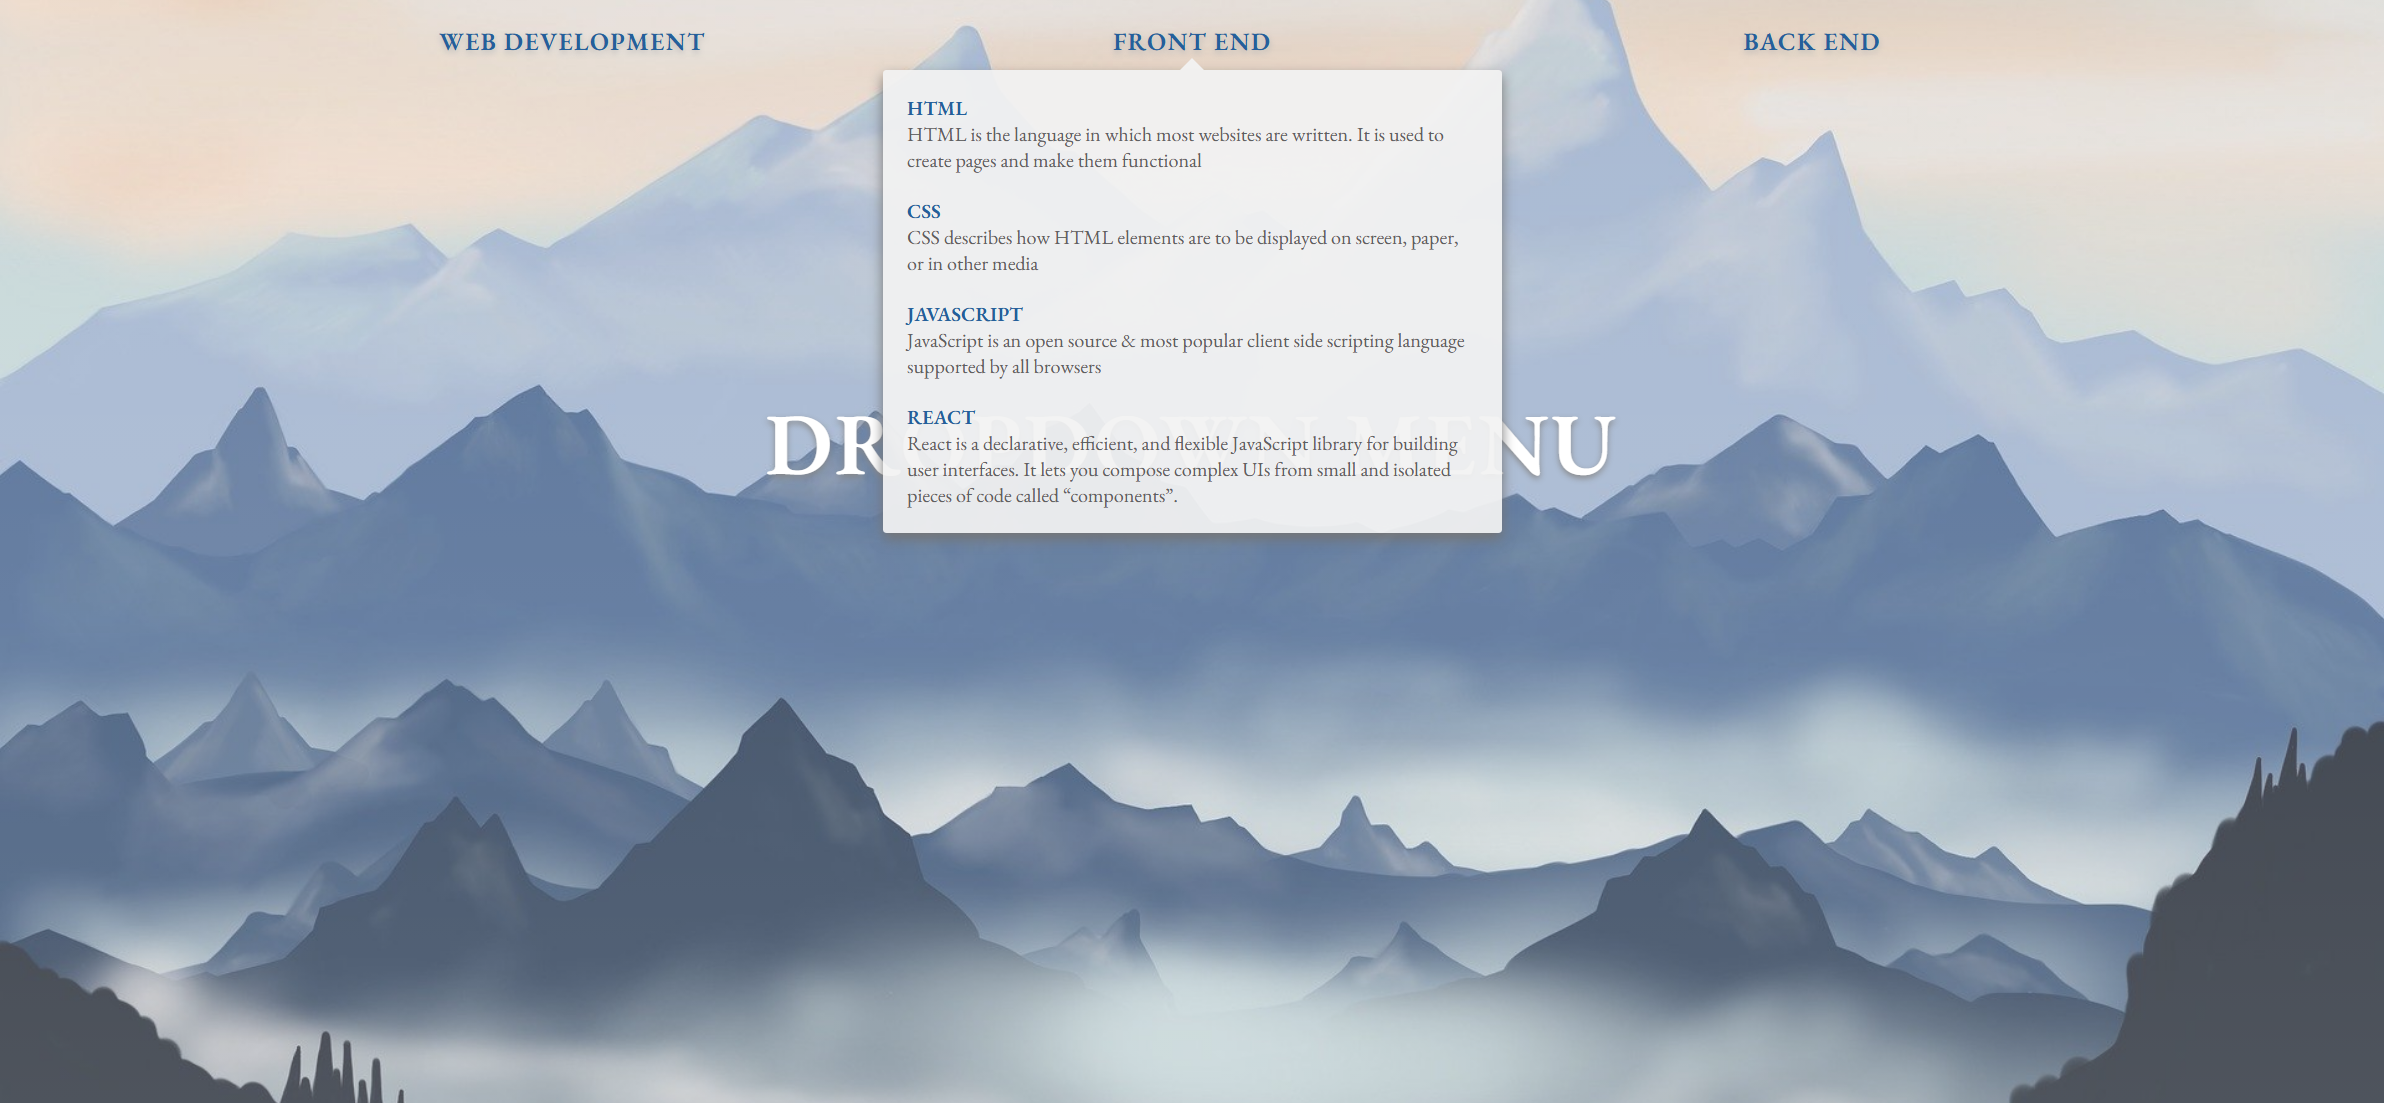 WEB DEVELOPMENT
FRONT END
BACK END
HTML
HTML is the language in which most websites are written. It is used to
create pages and make them functional
CSS
CSS describes how HTML elements are to be displayed on screen, paper,
or in other media
JAVASCRIPT
JavaScript is an open source & most popular client side scripting language
supported by all browsers
REACT
React is a declarative, efficient, and flexible JavaScript library for building
user interfaces. It lets you compose complex UIs from small and isolated
pieces of code called “components”.
DROPDOWN MENU